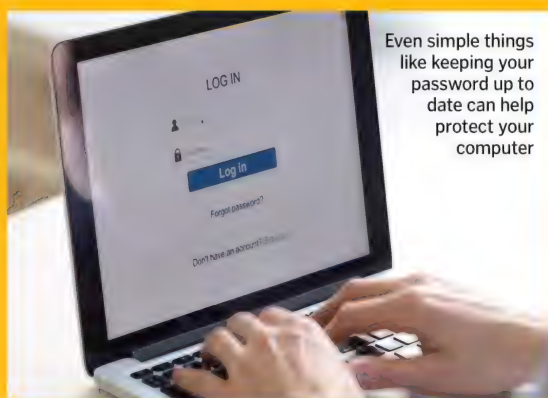 Even simple things
like keeping your
password up to
date can help
protect your
computer
LOG IN
Log in
Forgot password?
Don't have an account?